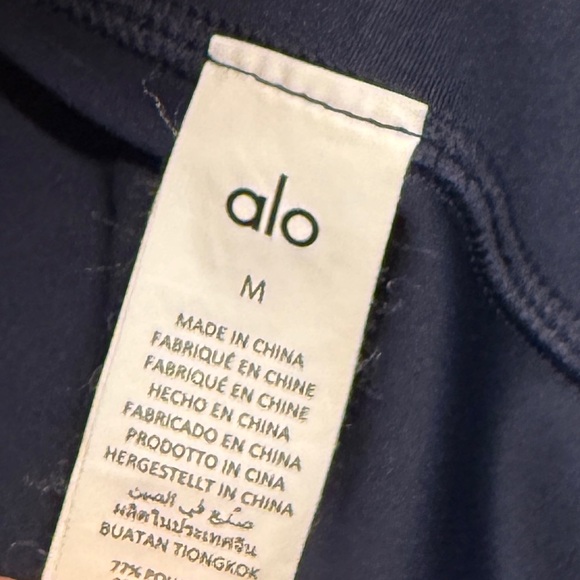 alo
M
MADE IN CHINA
FABRIQUÉ EN CHINE
FABRIQUÉ EN CHINE
HECHO EN CHINA
FABRICADO EN CHINA
PRODOTTO IN CINA
HERGESTELLT IN CHINA
صنع في الصين
ผลิตในประเทศจีน
BUATAN TIONGKOK
77%